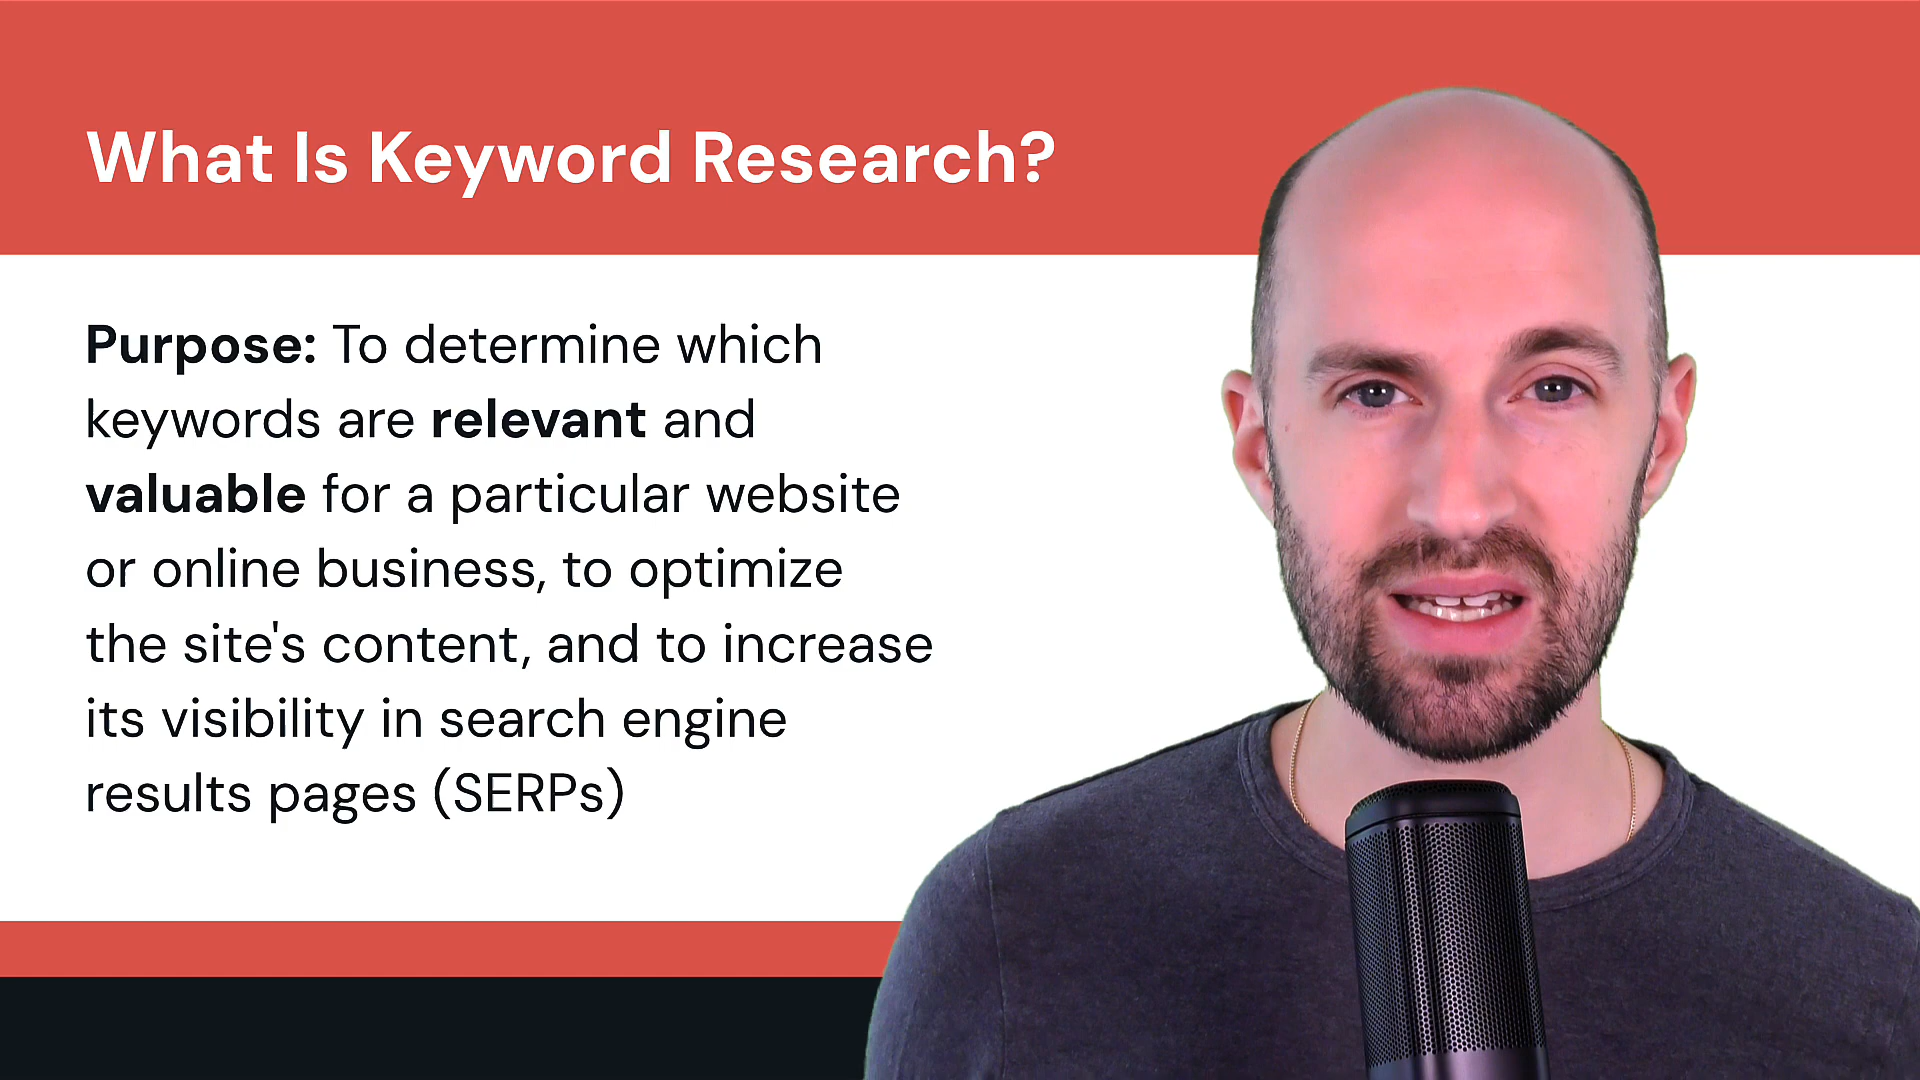 What Is Keyword Research?
Purpose: To determine which
keywords are relevant and
valuable for a particular website
or online business, to optimize
the site's content, and to increase
its visibility in search engine
results pages (SERPs)